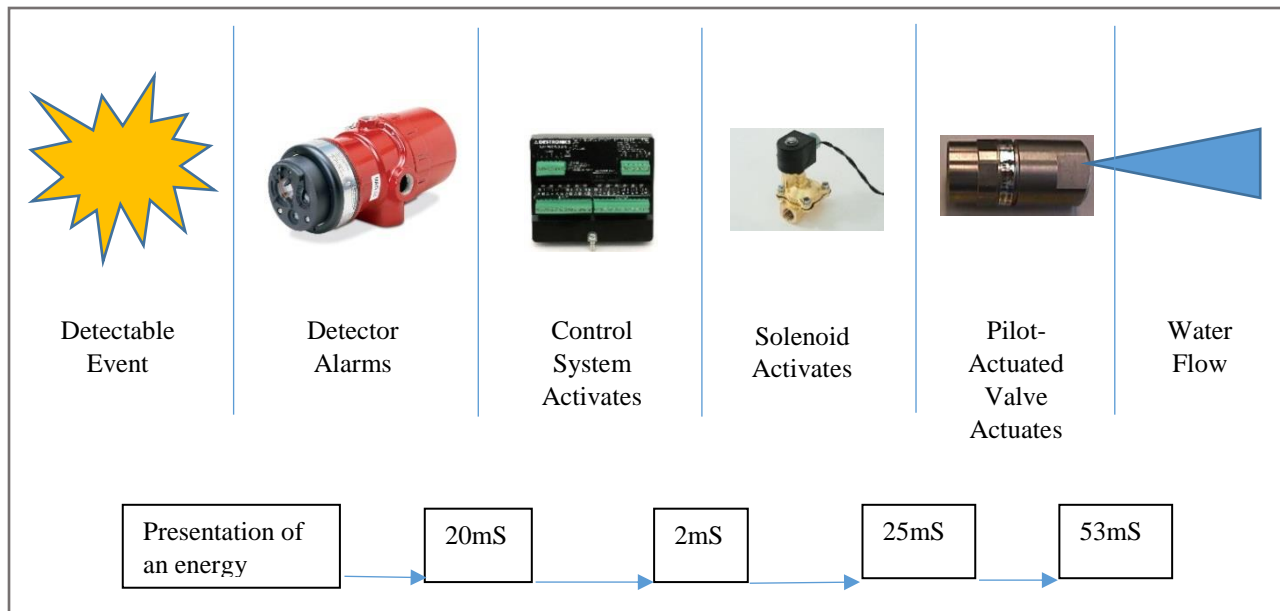 Detectable
Event
Detector
Alarms
Control
System
Activates
Solenoid
Activates
Pilot-
Actuated
Valve
Actuates
Water
Flow
Presentation of
an energy
20mS
2mS
25mS
53mS